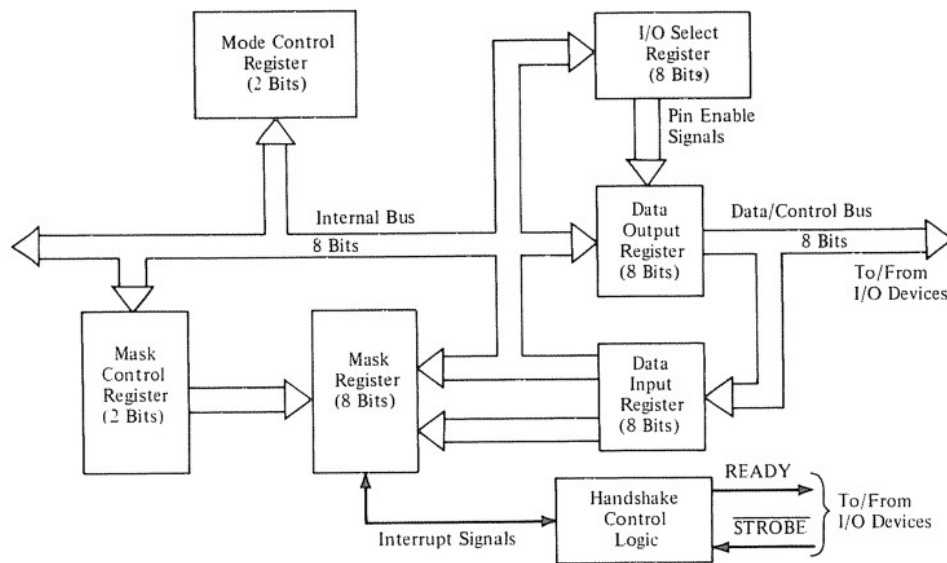 Mode Control
Register
(2 Bits)
I/O Select
Register
(8 Bits)
Pin Enable
Signals
Internal Bus
8 Bits
Data
Output
Register
(8 Bits)
Data/Control Bus
8 Bits
To/From
I/O Devices
Mask
Control
Register
(2 Bits)
Mask
Register
(8 Bits)
Data
Input
Register
(8 Bits)
Interrupt Signals
Handshake
Control
Logic
READY
STROBE
To/From
I/O Devices